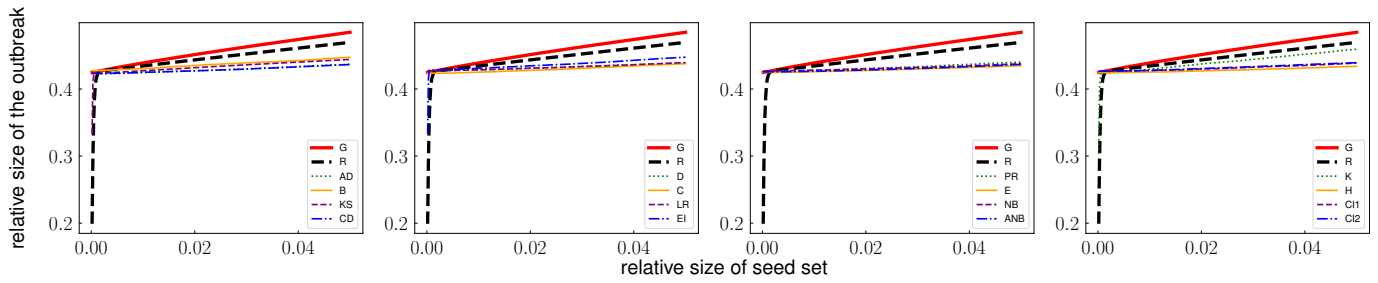 relative size of the outbreak
0.4
0.3
0.2
0.00
0.02
0.04
G
R
AD
B
KS
CD
0.4
0.3
0.2
0.00
0.02
0.04
G
R
D
C
LR
EI
0.4
0.3
0.2
0.00
0.02
0.04
G
R
PR
E
NB
ANB
0.4
0.3
0.2
0.00
0.02
0.04
G
R
K
H
CI1
CI2
relative size of seed set